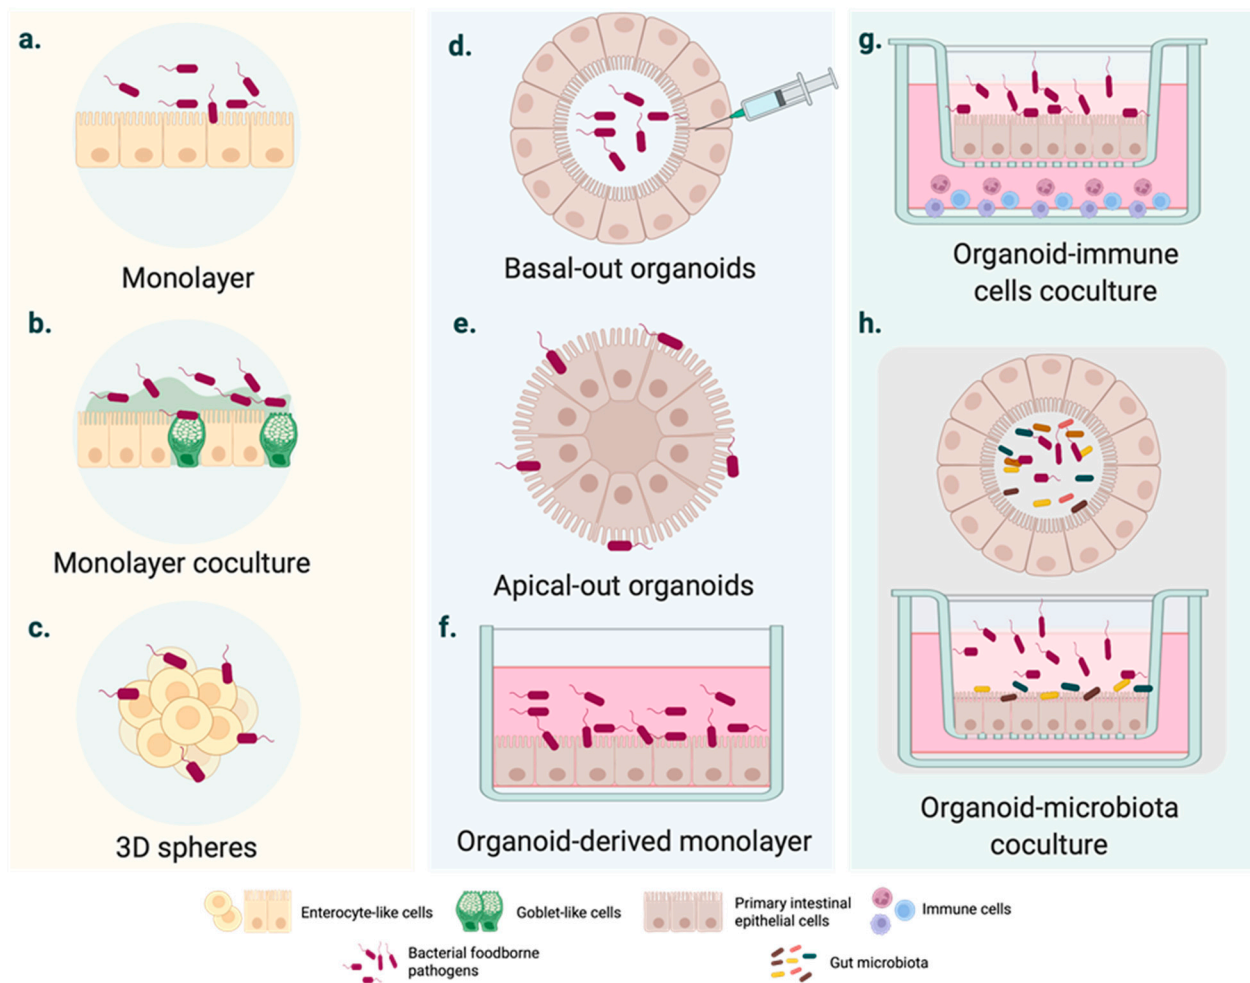 a.
Monolayer
b.
Monolayer coculture
c.
3D spheres
d.
Basal-out organoids
e.
Apical-out organoids
f.
Organoid-derived monolayer
g.
Organoid-immune
cells coculture
h.
Organoid-microbiota
coculture
Enterocyte-like cells
Goblet-like cells
Primary intestinal
epithelial cells
Immune cells
Bacterial foodborne
pathogens
Gut microbiota